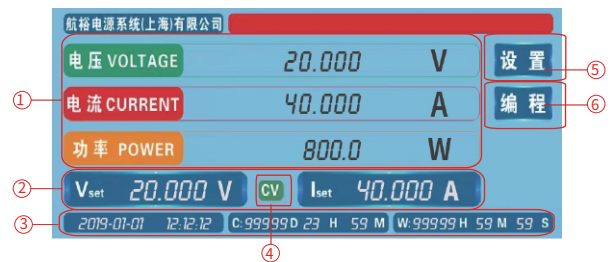 航裕电源系统(上海)有限公司
电压 VOLTAGE 20.000 V 设置 ⑤
① 电流 CURRENT 40.000 A 编程 ⑥
功率 POWER 800.0 W
② Vset 20.000 V CV Iset 40.000 A
③ 2019-01-01 12:12:12 C:99999D 23 H 59 M W:99999H 59 M 59 S
④